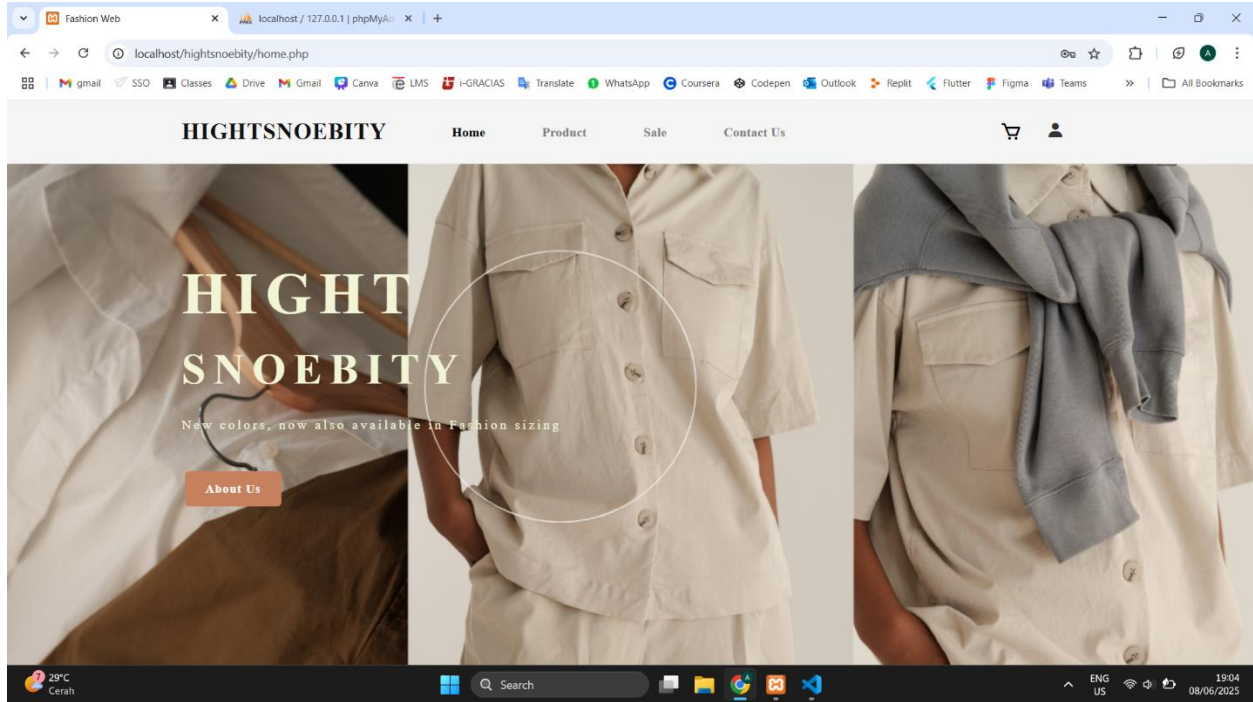 Fashion Web
localhost / 127.0.0.1 | phpMyAd
localhost/hightsnoebity/home.php
A
gmail SSO Classes Drive Gmail Canva LMS i-GRACIAS Translate WhatsApp Coursera Codepen Outlook Replit Flutter Figma Teams » All Bookmarks
HIGHTSNOEBITY Home Product Sale Contact Us
HIGHT
SNOEBITY
New colors, now also available in Fashion sizing
About Us
7 29°C
Cerah
Search
ENG
US
19:04
08/06/2025